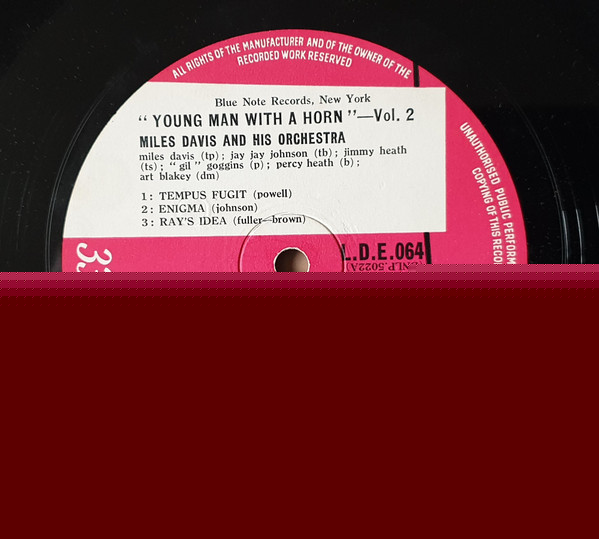 ALL RIGHTS OF THE MANUFACTURER AND OF THE OWNER OF THE
RECORDED WORK RESERVED
Blue Note Records, New York
“ YOUNG MAN WITH A HORN ”—Vol. 2
MILES DAVIS AND HIS ORCHESTRA
miles davis (tp); jay jay johnson (tb); jimmy heath
(ts); “ gil ” goggins (p); percy heath (b);
art blakey (dm)
1: TEMPUS FUGIT (powell)
2: ENIGMA (johnson)
3: RAY'S IDEA (fuller—brown)
L.D.E.064
UNAUTHORISED PUBLIC
COPYING OF THIS